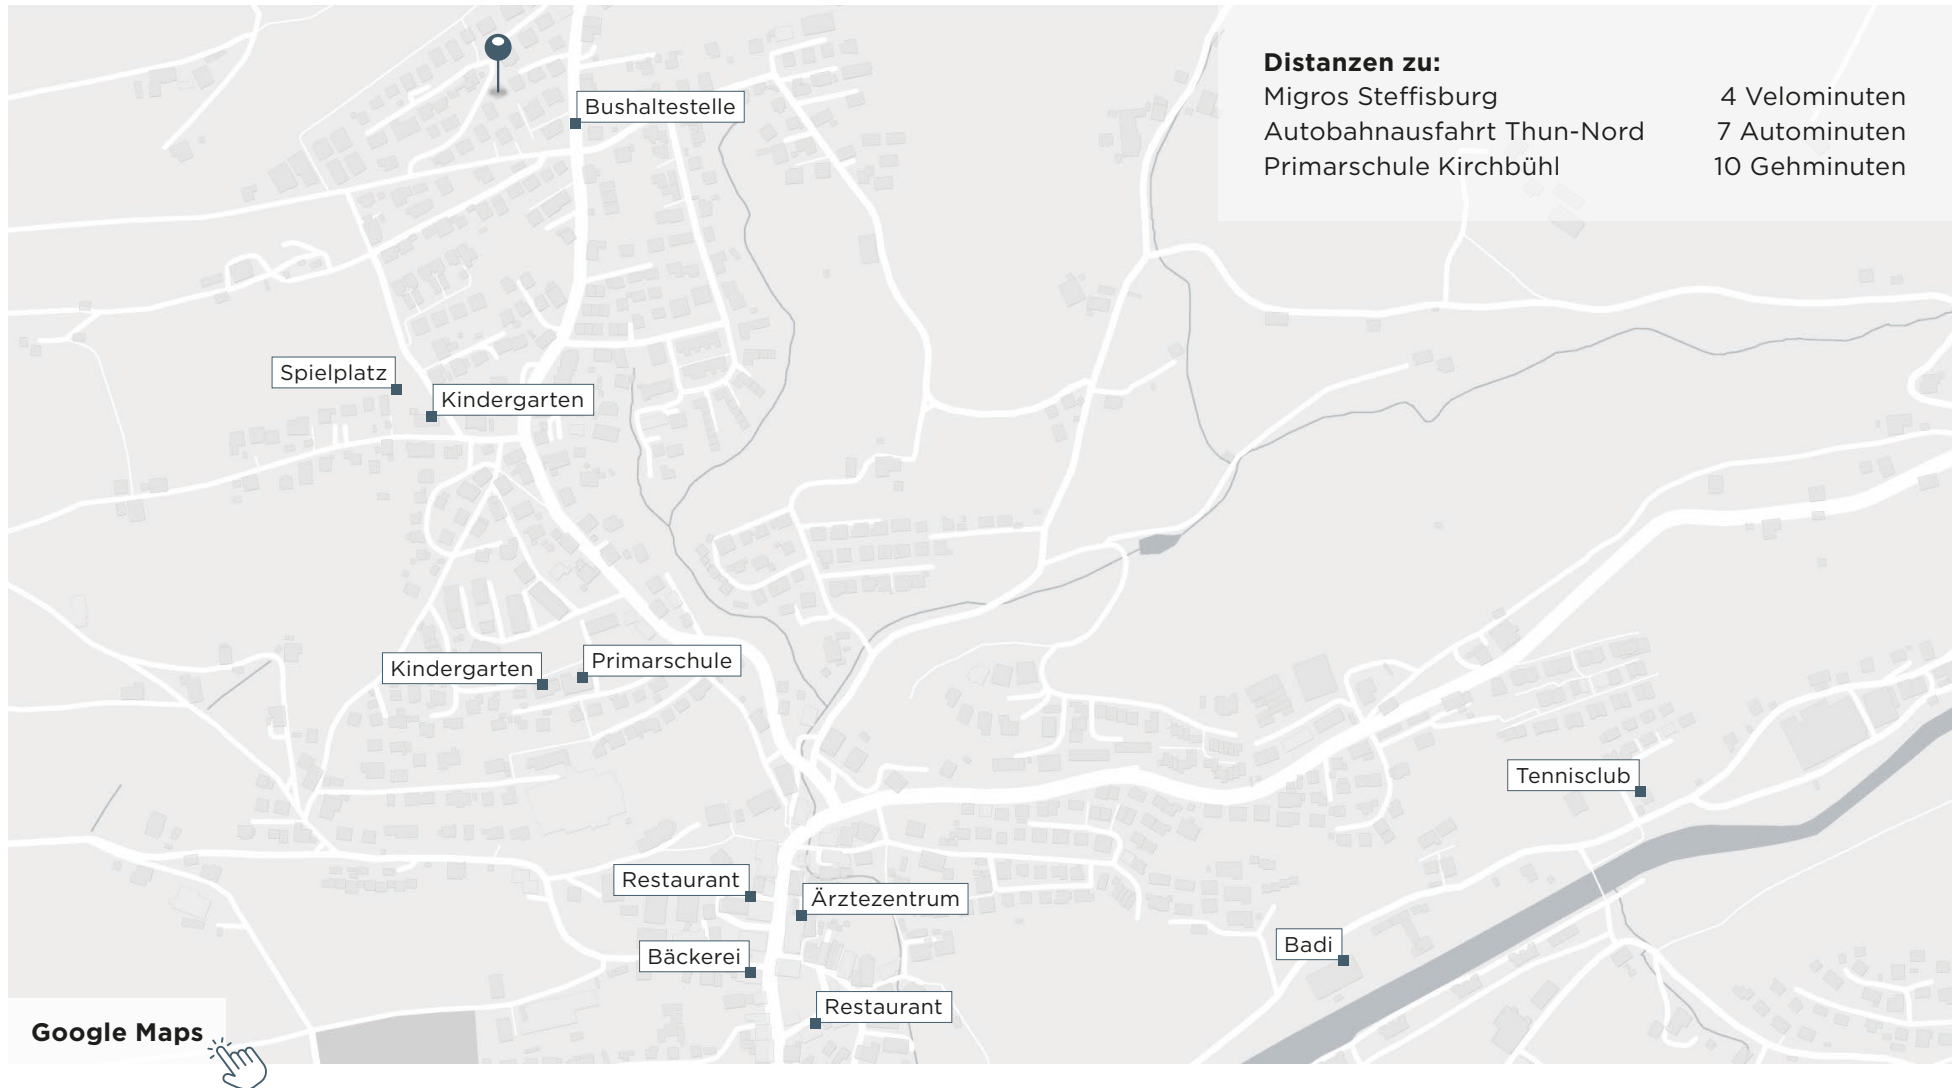 Distanzen zu:
Migros Steffisburg 4 Velominuten
Autobahnausfahrt Thun-Nord 7 Autominuten
Primarschule Kirchbühl 10 Gehminuten
Bushaltestelle
Spielplatz
Kindergarten
Kindergarten
Primarschule
Tennisclub
Restaurant
Ärztezentrum
Bäckerei
Badi
Restaurant
Google Maps